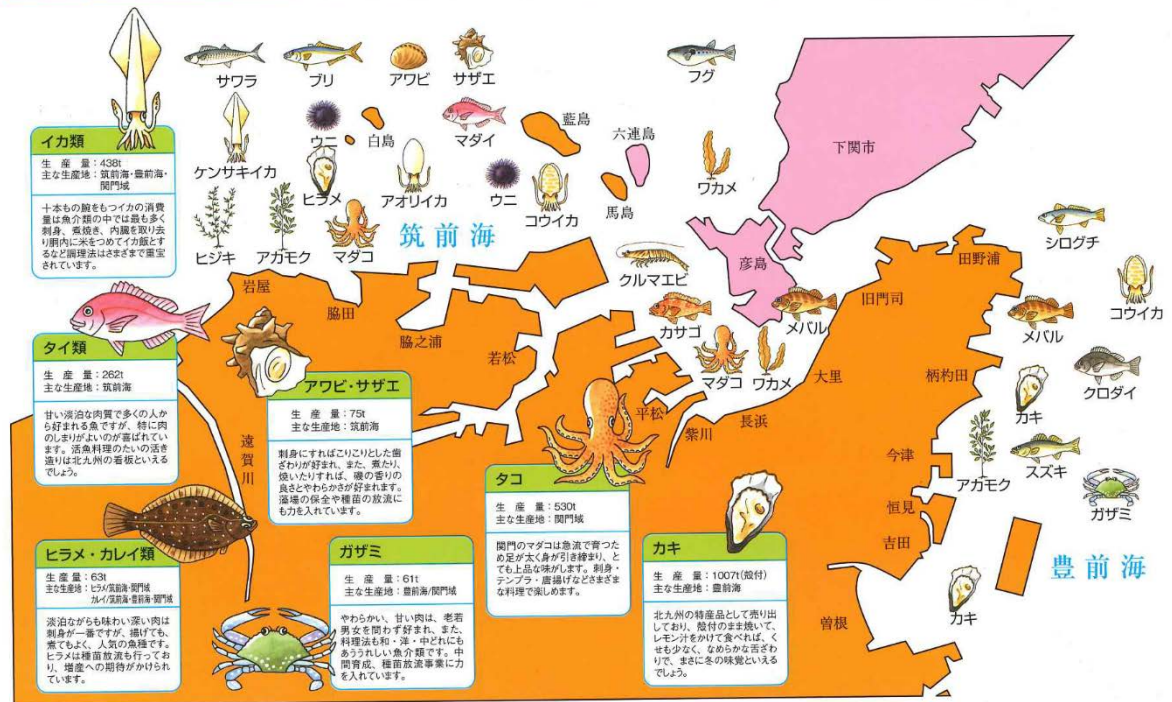 サワラ
ブリ
アワビ
サザエ
フグ
ウニ
白島
マダイ
藍島
六連島
下関市
ケンサキイカ
ヒラメ
アオリイカ
ウニ
コウイカ
馬島
ワカメ
ヒジキ
アカモク
マダコ
筑前海
クルマエビ
彦島
シログチ
田野浦
コウイカ
岩屋
脇田
脇之浦
若松
カサゴ
メバル
旧門司
メバル
マダコ
ワカメ
大里
柄杓田
クロダイ
カキ
平松
紫川
長浜
今津
アカモク
スズキ
ガザミ
恒見
吉田
豊前海
カキ
曽根
遠賀川
イカ類
生 産 量:438t
主な生産地:筑前海・豊前海・
関門域
十本もの腕をもつイカの消費
量は魚介類の中では最も多く
刺身、煮焼き、内臓を取り去
り胴内に米をつめてイカ飯とす
るなど調理法はさまざまで重宝
されています。
タイ類
生 産 量:262t
主な生産地:筑前海
甘い淡泊な肉質で多くの人か
ら好まれる魚ですが、特に肉
のしまりがよいのが喜ばれてい
ます。活魚料理のたいの活き
造りは北九州の看板といえる
でしょう。
アワビ・サザエ
生 産 量:75t
主な生産地:筑前海
刺身にすればこりこりとした歯
ざわりが好まれ、また、煮たり、
焼いたりすれば、磯の香りの
良さとやわらかさが好まれます。
藻場の保全や種苗の放流に
も力を入れています。
ヒラメ・カレイ類
生 産 量:63t
主な生産地:ヒラメ/筑前海・関門域
カレイ/筑前海・豊前海・関門域
淡泊ながらも味わい深い肉は
刺身が一番ですが、揚げても、
煮てもよく、人気の魚種です。
ヒラメは種苗放流も行ってお
り、増産への期待がかけられ
ています。
ガザミ
生 産 量:61t
主な生産地:豊前海/関門域
やわらかい、甘い肉は、老若
男女を問わず好まれ、また、
料理法も和・洋・中どれにも
あううれしい魚介類です。中
間育成、種苗放流事業に力
を入れています。
タコ
生 産 量:530t
主な生産地:関門域
関門のマダコは急流で育つた
め足が太く身が引き締まり、と
ても上品な味がします。刺身・
テンプラ・唐揚げなどさまざま
な料理で楽しめます。
カキ
生 産 量:1007t(殻付)
主な生産地:豊前海
北九州の特産品として売り出
しており、殻付のまま焼いて、
レモン汁をかけて食べれば、く
せも少なく、なめらかな舌ざわ
りで、まさに冬の味覚といえる
でしょう。